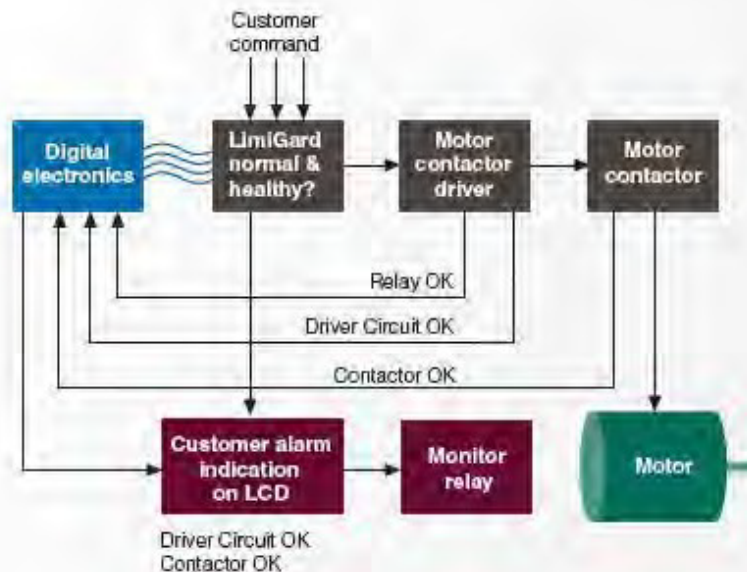 Customer
command
Digital
electronics
LimiGard
normal &
healthy?
Motor
contactor
driver
Motor
contactor
Relay OK
Driver Circuit OK
Contactor OK
Customer alarm
indication
on LCD
Monitor
relay
Motor
Driver Circuit OK
Contactor OK